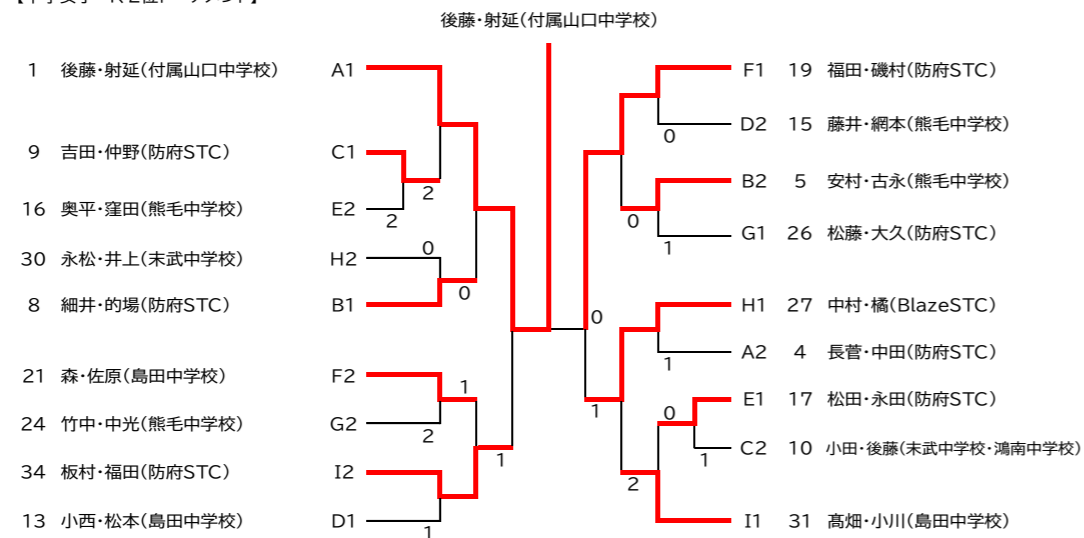 後藤・射延(付属山口中学校)
1 後藤・射延(付属山口中学校) A1
9 吉田・仲野(防府STC) C1
2
16 奥平・窪田(熊毛中学校) E2
2
30 永松・井上(末武中学校) H2
0
8 細井・的場(防府STC) B1
0
21 森・佐原(島田中学校) F2
1
24 竹中・中光(熊毛中学校) G2
2
34 板村・福田(防府STC) I2
1
13 小西・松本(島田中学校) D1
1
F1 19 福田・磯村(防府STC)
D2 15 藤井・網本(熊毛中学校)
0
B2 5 安村・古永(熊毛中学校)
0
G1 26 松藤・大久(防府STC)
1
H1 27 中村・橘(BlazeSTC)
0
A2 4 長菅・中田(防府STC)
1
E1 17 松田・永田(防府STC)
1
0
C2 10 小田・後藤(末武中学校・鴻南中学校)
1
2
I1 31 髙畑・小川(島田中学校)